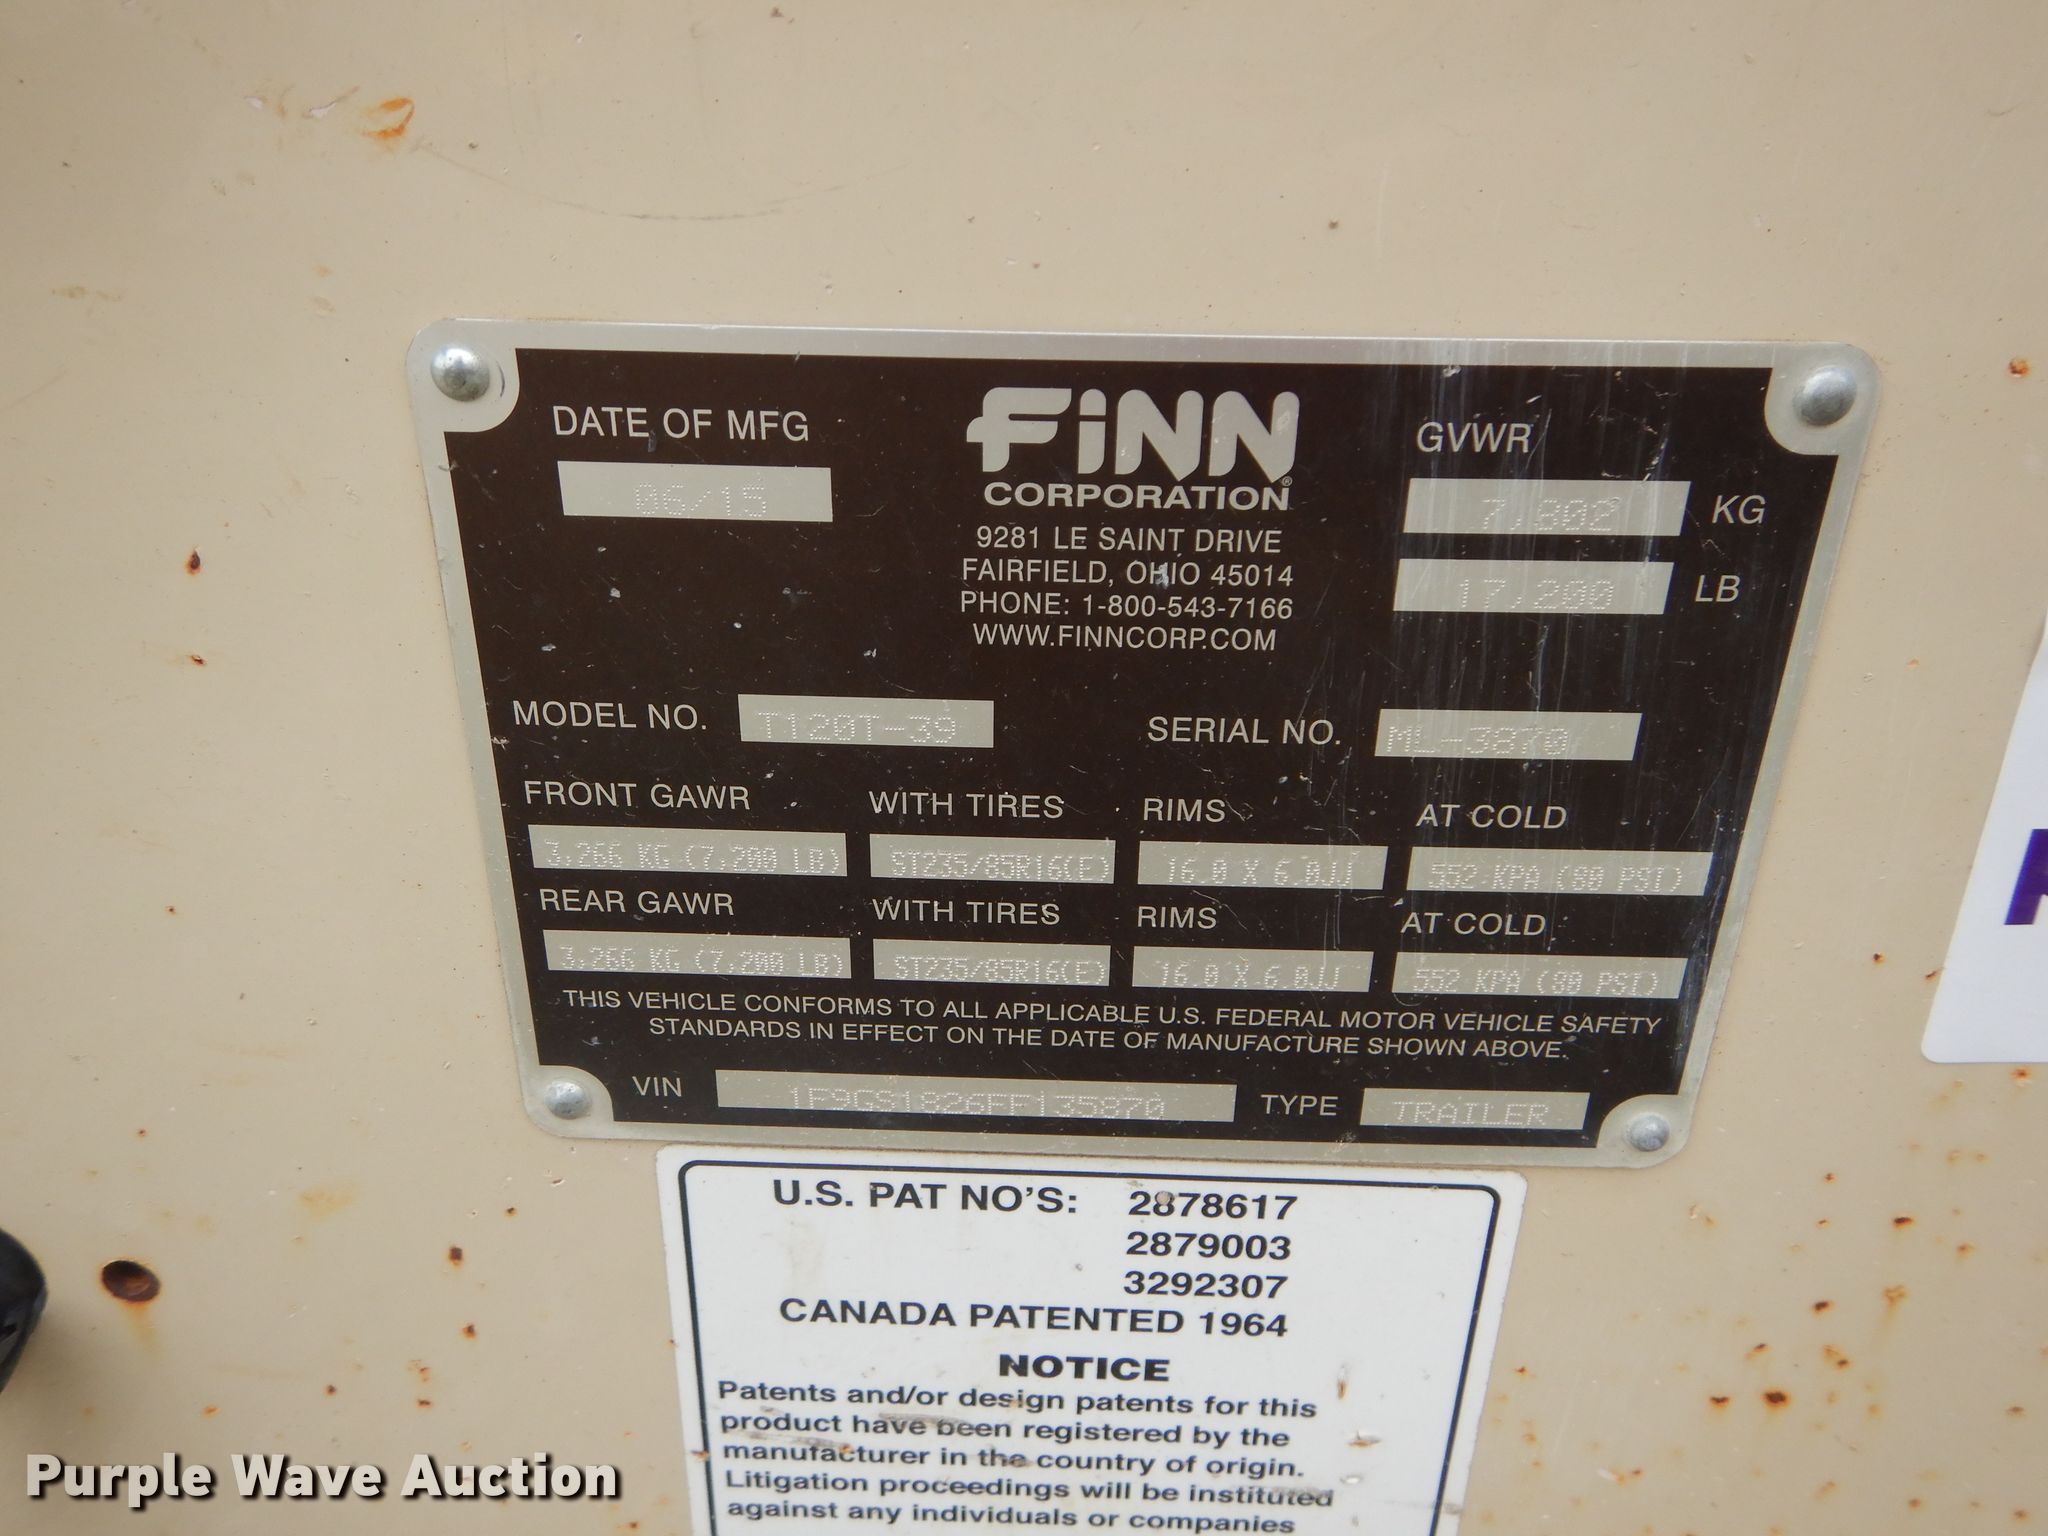 DATE OF MFG
06/15
FiNN®
CORPORATION
9281 LE SAINT DRIVE
FAIRFIELD, OHIO 45014
PHONE: 1-800-543-7166
WWW.FINNCORP.COM
GVWR
7,802 KG
17,200 LB
MODEL NO. T120T-39 SERIAL NO. ML-3870
FRONT GAWR WITH TIRES RIMS AT COLD
3,266 KG (7,200 LB) ST235/85R16(E) 16.0 X 6.0JJ 552 KPA (80 PSI)
REAR GAWR WITH TIRES RIMS AT COLD
3,266 KG (7,200 LB) ST235/85R16(E) 16.0 X 6.0JJ 552 KPA (80 PSI)
THIS VEHICLE CONFORMS TO ALL APPLICABLE U.S. FEDERAL MOTOR VEHICLE SAFETY
STANDARDS IN EFFECT ON THE DATE OF MANUFACTURE SHOWN ABOVE.
VIN 1F9GS1826FF135870 TYPE TRAILER
U.S. PAT NO'S: 2878617
2879003
3292307
CANADA PATENTED 1964
NOTICE
Patents and/or design patents for this
product have been registered by the
manufacturer in the country of origin.
Litigation proceedings will be instituted
against any individuals or companies
Purple Wave Auction